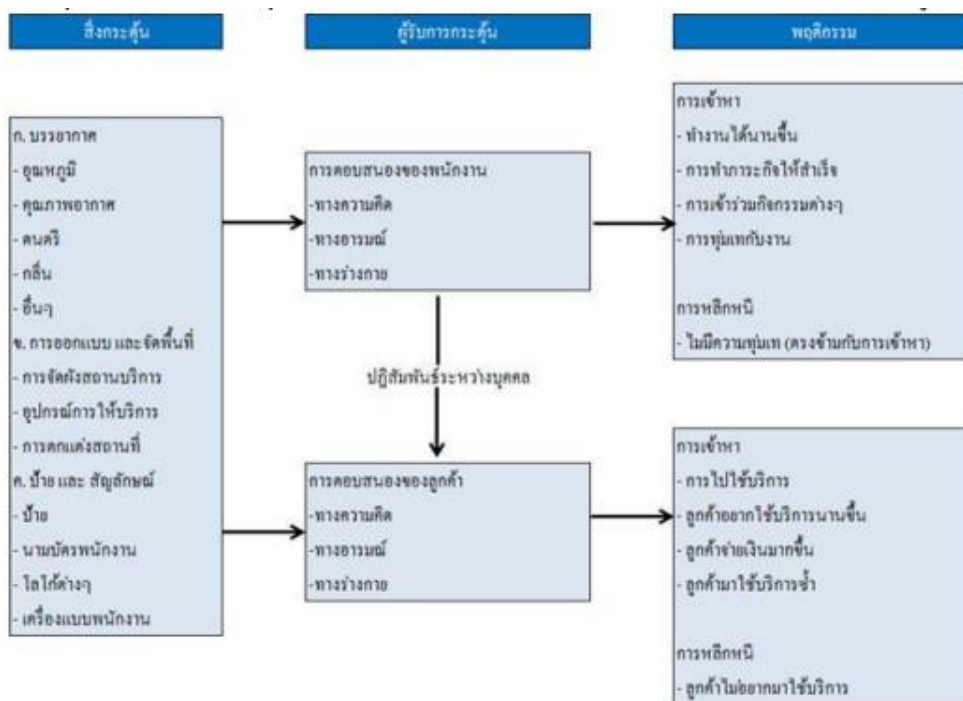 สิ่งกระตุ้น
ผู้รับการกระตุ้น
พฤติกรรม
ก. บรรยากาศ
- อุณหภูมิ
- คุณภาพอากาศ
- ดนตรี
- กลิ่น
- อื่นๆ
ข. การออกแบบ และจัดพื้นที่
- การจัดผังสถานบริการ
- อุปกรณ์การให้บริการ
- การตกแต่งสถานที่
ค. ป้าย และ สัญลักษณ์
- ป้าย
- นามบัตรพนักงาน
- โลโก้ต่างๆ
- เครื่องแบบพนักงาน
การตอบสนองของพนักงาน
-ทางความคิด
-ทางอารมณ์
-ทางร่างกาย
ปฏิสัมพันธ์ระหว่างบุคคล
การตอบสนองของลูกค้า
-ทางความคิด
-ทางอารมณ์
-ทางร่างกาย
การเข้าหา
- ทำงานได้นานขึ้น
- การทำภาระกิจให้สำเร็จ
- การเข้าร่วมกิจกรรมต่างๆ
- การทุ่มเทกับงาน
การหลีกหนี
- ไม่มีความทุ่มเท (ตรงข้ามกับการเข้าหา)
การเข้าหา
- การไปใช้บริการ
- ลูกค้าอยากใช้บริการนานขึ้น
- ลูกค้าจ่ายเงินมากขึ้น
- ลูกค้ามาใช้บริการซ้ำ
การหลีกหนี
- ลูกค้าไม่อยากมาใช้บริการ